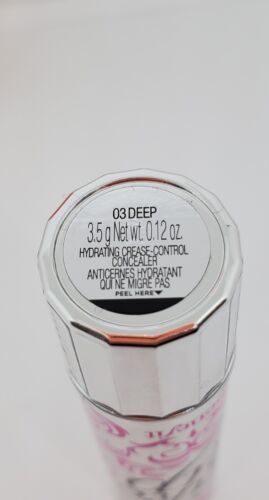 03 DEEP
3.5 g Net wt. 0.12 oz.
HYDRATING CREASE-CONTROL
CONCEALER
ANTICERNES HYDRATANT
QUI NE MIGRE PAS
PEEL HERE▼